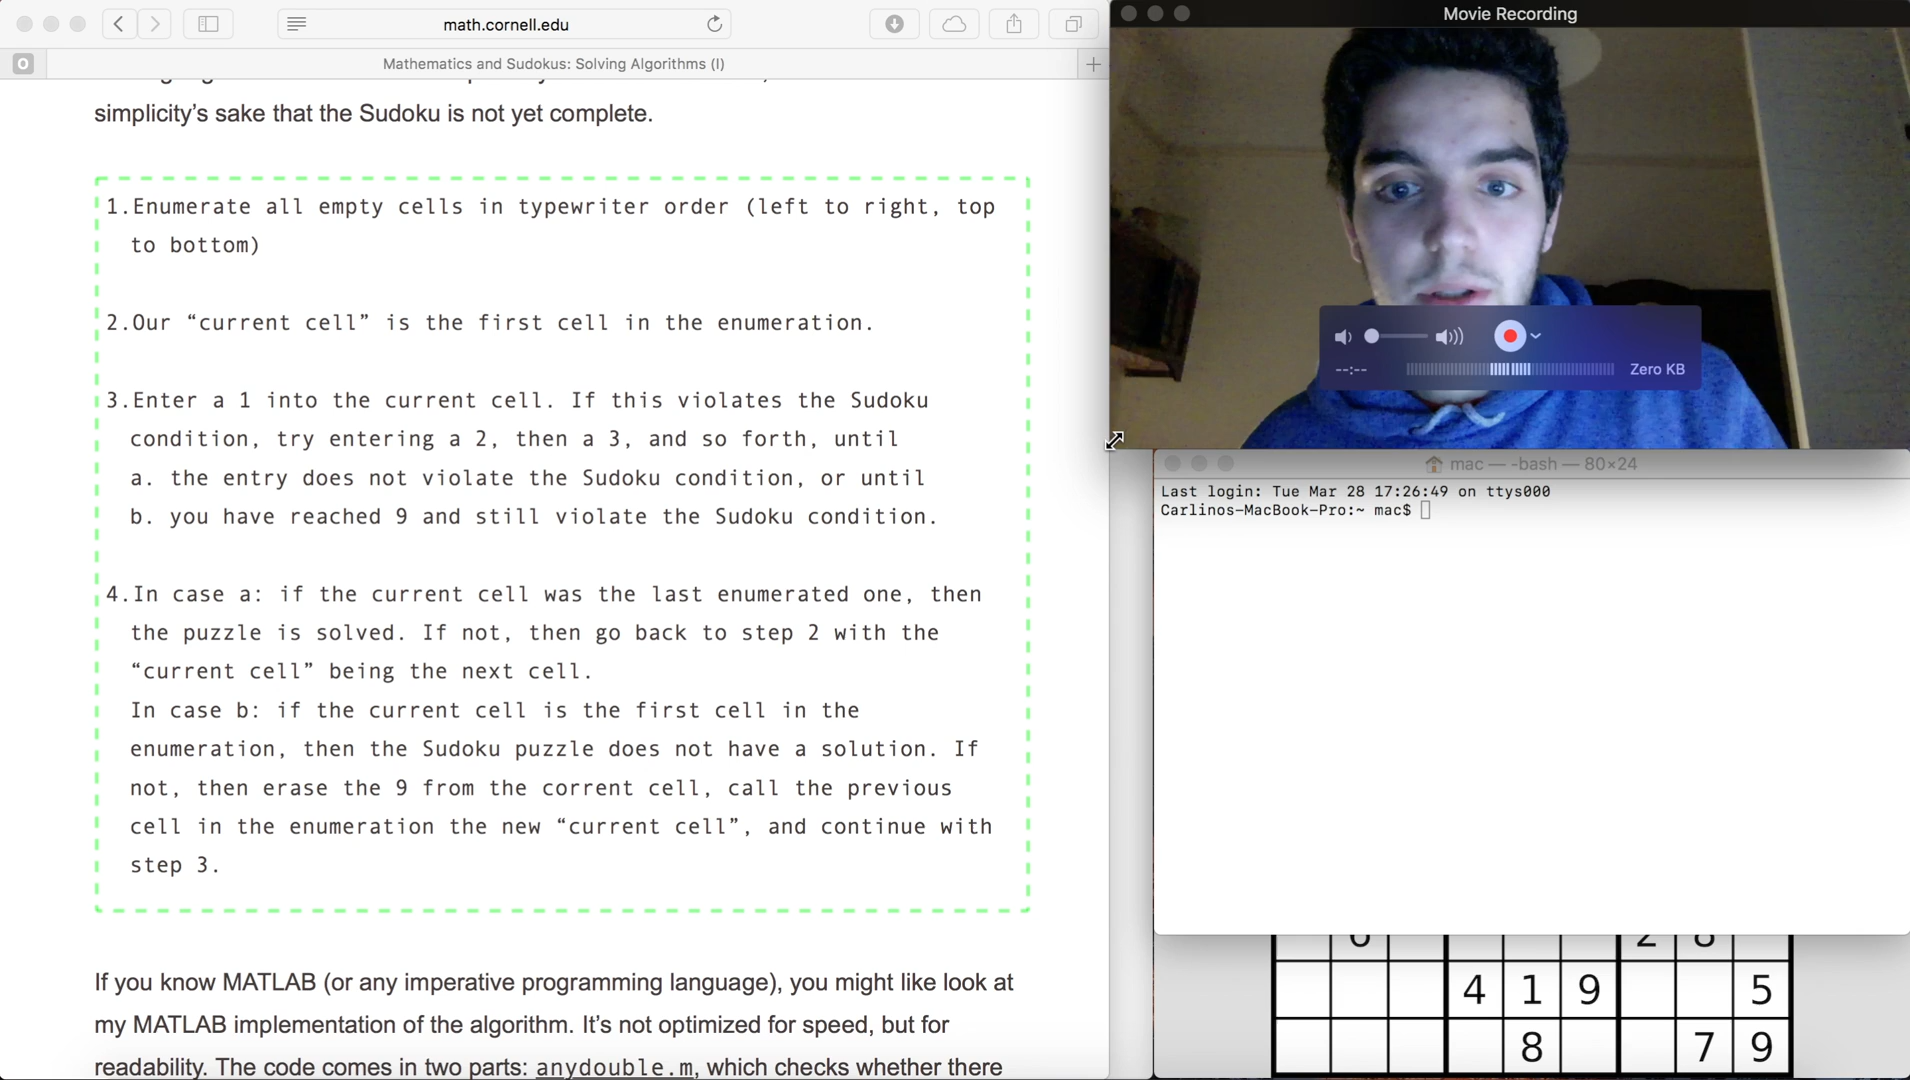 math.cornell.edu
Mathematics and Sudokus: Solving Algorithms (I)
simplicity’s sake that the Sudoku is not yet complete.
1.Enumerate all empty cells in typewriter order (left to right, top
to bottom)
2.Our “current cell” is the first cell in the enumeration.
3.Enter a 1 into the current cell. If this violates the Sudoku
condition, try entering a 2, then a 3, and so forth, until
a. the entry does not violate the Sudoku condition, or until
b. you have reached 9 and still violate the Sudoku condition.
4.In case a: if the current cell was the last enumerated one, then
the puzzle is solved. If not, then go back to step 2 with the
“current cell” being the next cell.
In case b: if the current cell is the first cell in the
enumeration, then the Sudoku puzzle does not have a solution. If
not, then erase the 9 from the corrent cell, call the previous
cell in the enumeration the new “current cell”, and continue with
step 3.
If you know MATLAB (or any imperative programming language), you might like look at
my MATLAB implementation of the algorithm. It’s not optimized for speed, but for
readability. The code comes in two parts: anydouble.m, which checks whether there
Movie Recording
--:-- Zero KB
mac — -bash — 80×24
Last login: Tue Mar 28 17:26:49 on ttys000
Carlinos-MacBook-Pro:~ mac$
4 1 9 5
8 7 9